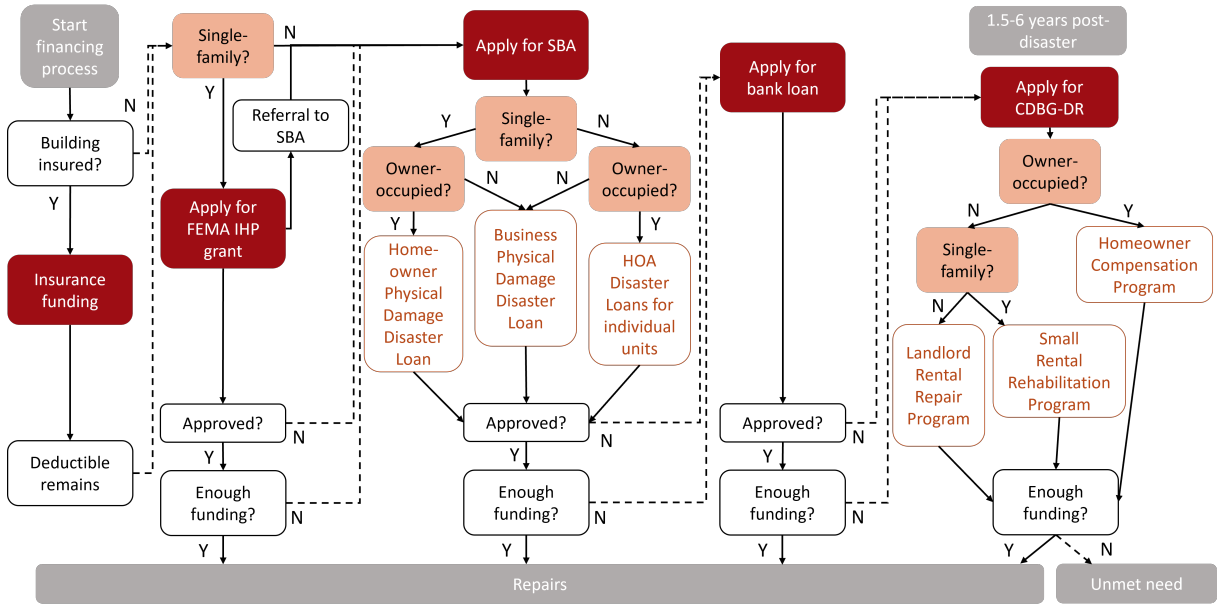 Start
financing
process
N
Building
insured?
Y
Insurance
funding
Deductible
remains
Single-
family?
N
Y
Referral to
SBA
Apply for
FEMA IHP
grant
Approved?
N
Y
Enough
funding?
N
Y
Apply for SBA
Single-
family?
Y
N
Owner-
occupied?
N
Y
Owner-
occupied?
N
Y
Home-
owner
Physical
Damage
Disaster
Loan
Business
Physical
Damage
Disaster
Loan
HOA
Disaster
Loans for
individual
units
Approved?
N
Y
Enough
funding?
N
Y
Apply for
bank loan
Approved?
N
Y
Enough
funding?
N
Y
1.5-6 years post-
disaster
Apply for
CDBG-DR
Owner-
occupied?
N
Y
Single-
family?
N
Y
Homeowner
Compensation
Program
Landlord
Rental
Repair
Program
Small
Rental
Rehabilitation
Program
Enough
funding?
Y
N
Repairs
Unmet need